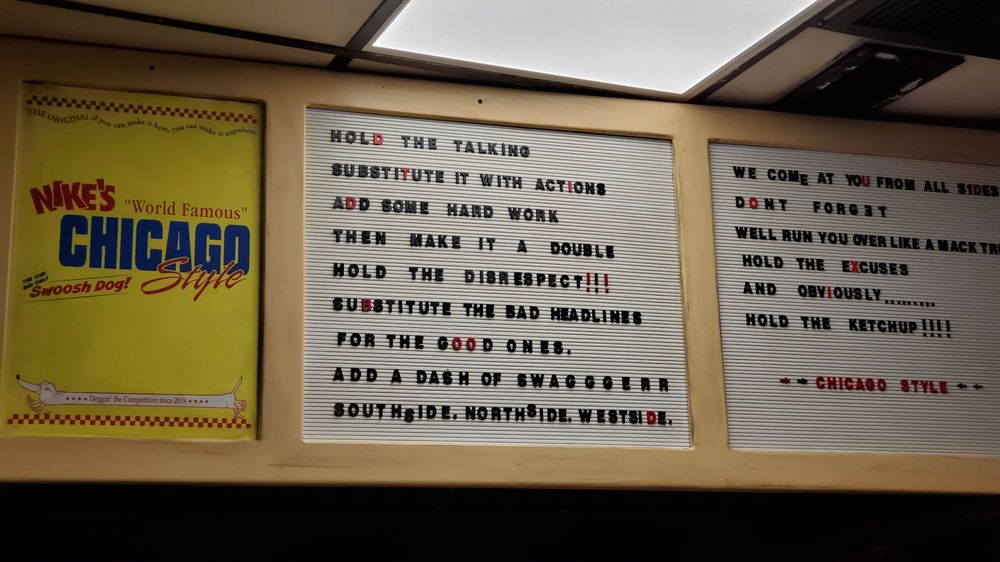 THE ORIGINAL if you can make it here, you can make it anywhere
NIKE'S
"World Famous"
CHICAGO
Style
THE ONE
AND ONLY
Swoosh Dog!
Doggin' the Competition since 2019
HOLD THE TALKING
SUBSTITUTE IT WITH ACTIONS
ADD SOME HARD WORK
THEN MAKE IT A DOUBLE
HOLD THE DISRESPECT!!!
SUBSTITUTE THE BAD HEADLINES
FOR THE GOOD ONES.
ADD A DASH OF SWAGGGERR
SOUTHSIDE. NORTHSIDE. WESTSIDE.
WE COME AT YOU FROM ALL SIDES
DONT FORGET
WELL RUN YOU OVER LIKE A MACK TR
HOLD THE EXCUSES
AND OBVIOUSLY.........
HOLD THE KETCHUP!!!!
CHICAGO STYLE